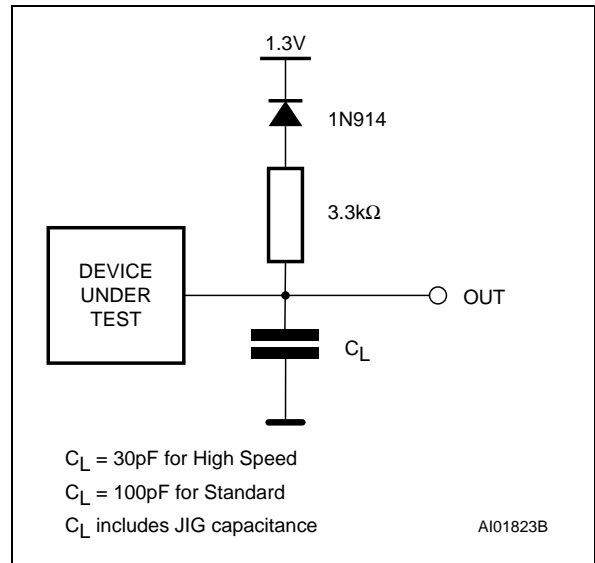 1.3V
1N914
3.3kΩ
DEVICE
UNDER
TEST
OUT
CL
CL = 30pF for High Speed
CL = 100pF for Standard
CL includes JIG capacitance
AI01823B